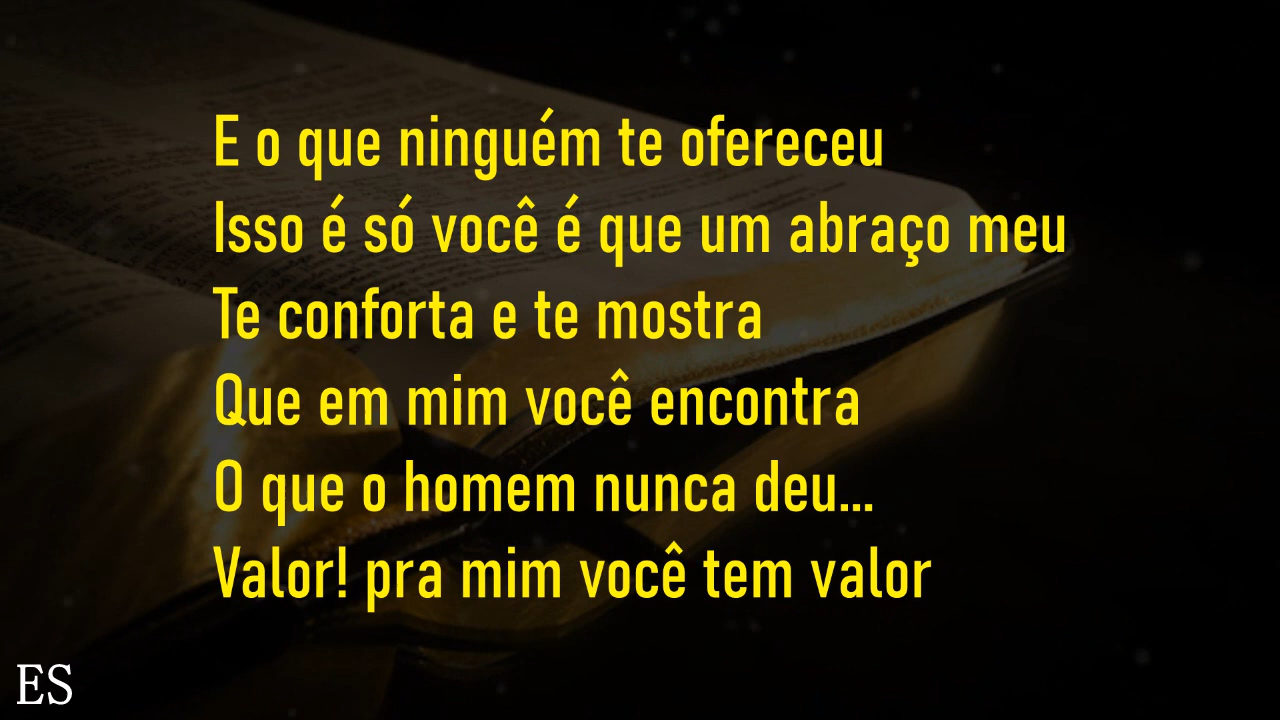 E o que ninguém te ofereceu
Isso é só você é que um abraço meu
Te conforta e te mostra
Que em mim você encontra
O que o homem nunca deu...
Valor! pra mim você tem valor
ES